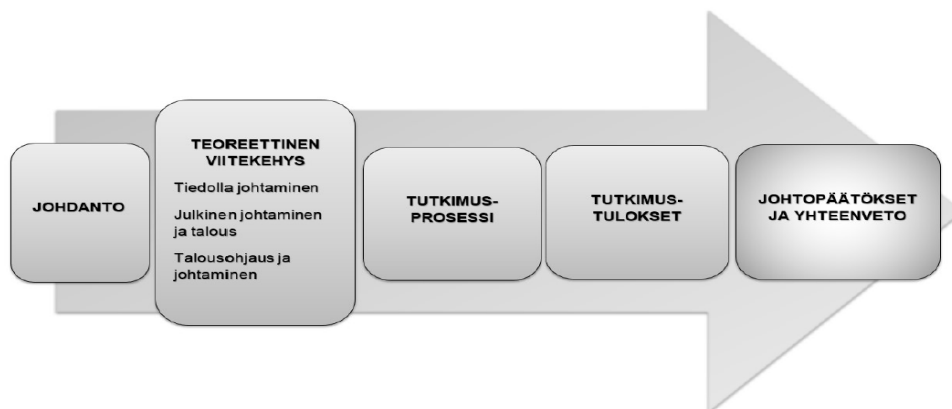 JOHDANTO
TEOREETTINEN
VIITEKEHYS
Tiedolla johtaminen
Julkinen johtaminen
ja talous
Talousohjaus ja
johtaminen
TUTKIMUS-
PROSESSI
TUTKIMUS-
TULOKSET
JOHTOPÄÄTÖKSET
JA YHTEENVETO